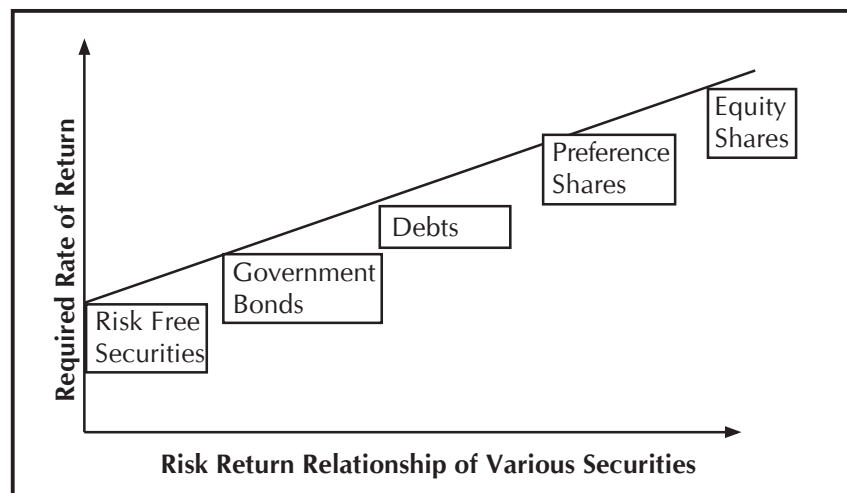 Required Rate of Return
Equity
Shares
Preference
Shares
Debts
Government
Bonds
Risk Free
Securities
Risk Return Relationship of Various Securities